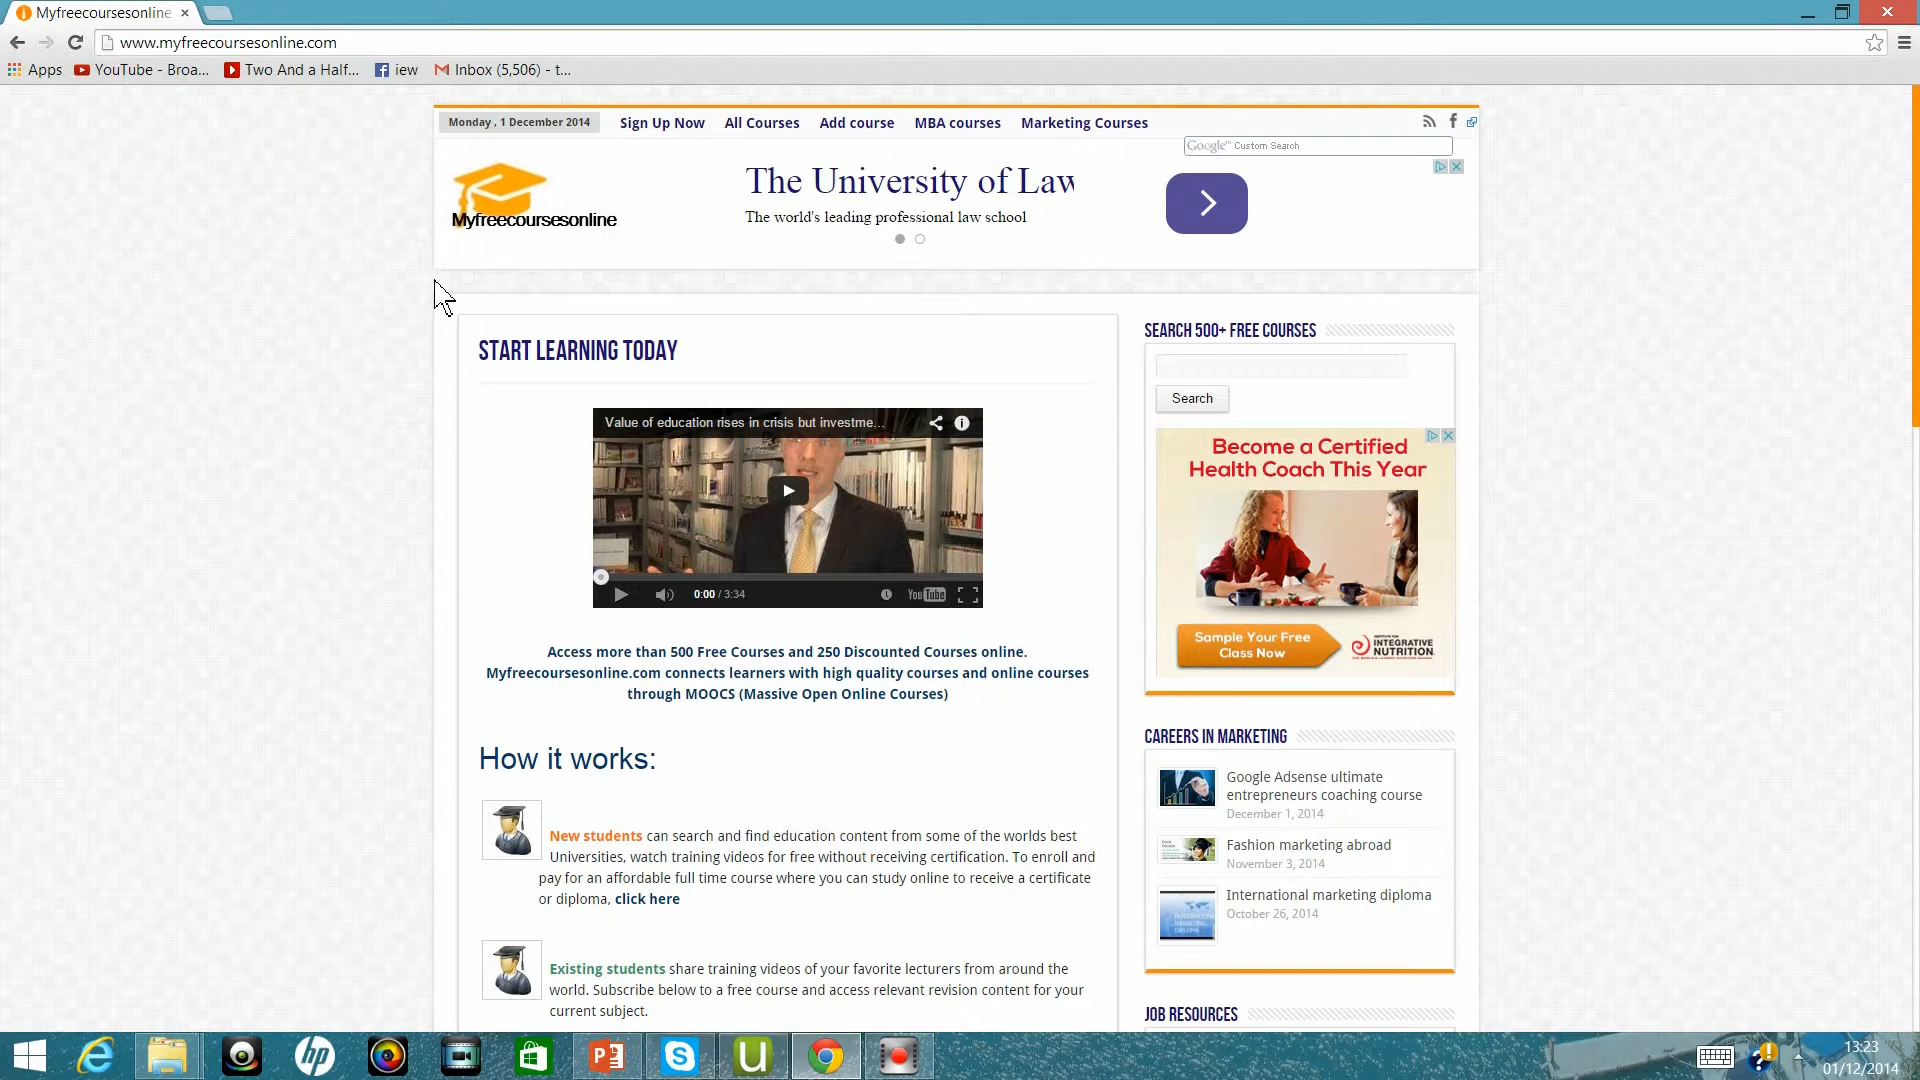 Myfreecoursesonline
www.myfreecoursesonline.com
Apps YouTube - Broa... Two And a Half... iew Inbox (5,506) - t...
Monday , 1 December 2014 Sign Up Now All Courses Add course MBA courses Marketing Courses
Google™ Custom Search
Myfreecoursesonline
The University of Law
The world's leading professional law school
START LEARNING TODAY
Value of education rises in crisis but investme...
0:00 / 3:34 YouTube
Access more than 500 Free Courses and 250 Discounted Courses online.
Myfreecoursesonline.com connects learners with high quality courses and online courses
through MOOCS (Massive Open Online Courses)
How it works:
New students can search and find education content from some of the worlds best
Universities, watch training videos for free without receiving certification. To enroll and
pay for an affordable full time course where you can study online to receive a certificate
or diploma, click here
Existing students share training videos of your favorite lecturers from around the
world. Subscribe below to a free course and access relevant revision content for your
current subject.
SEARCH 500+ FREE COURSES
Search
Become a Certified
Health Coach This Year
Sample Your Free
Class Now
INSTITUTE FOR
INTEGRATIVE
NUTRITION
CAREERS IN MARKETING
Google Adsense ultimate
entrepreneurs coaching course
December 1, 2014
Fashion marketing abroad
November 3, 2014
International marketing diploma
October 26, 2014
JOB RESOURCES
13:23
01/12/2014